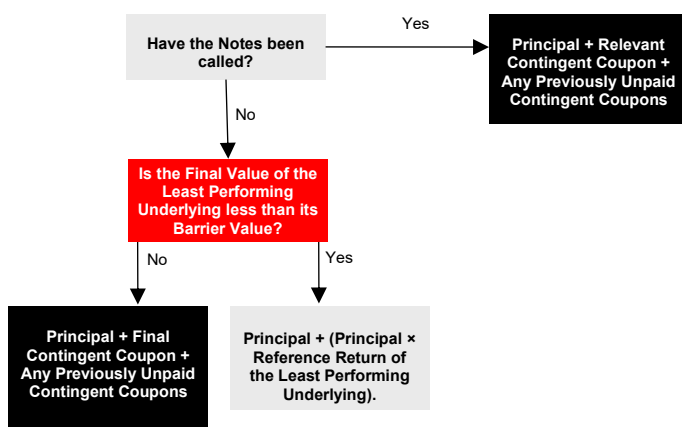 Have the Notes been
called?
Yes
Principal + Relevant
Contingent Coupon +
Any Previously Unpaid
Contingent Coupons
No
Is the Final Value of the
Least Performing
Underlying less than its
Barrier Value?
No
Yes
Principal + Final
Contingent Coupon +
Any Previously Unpaid
Contingent Coupons
Principal + (Principal ×
Reference Return of
the Least Performing
Underlying).